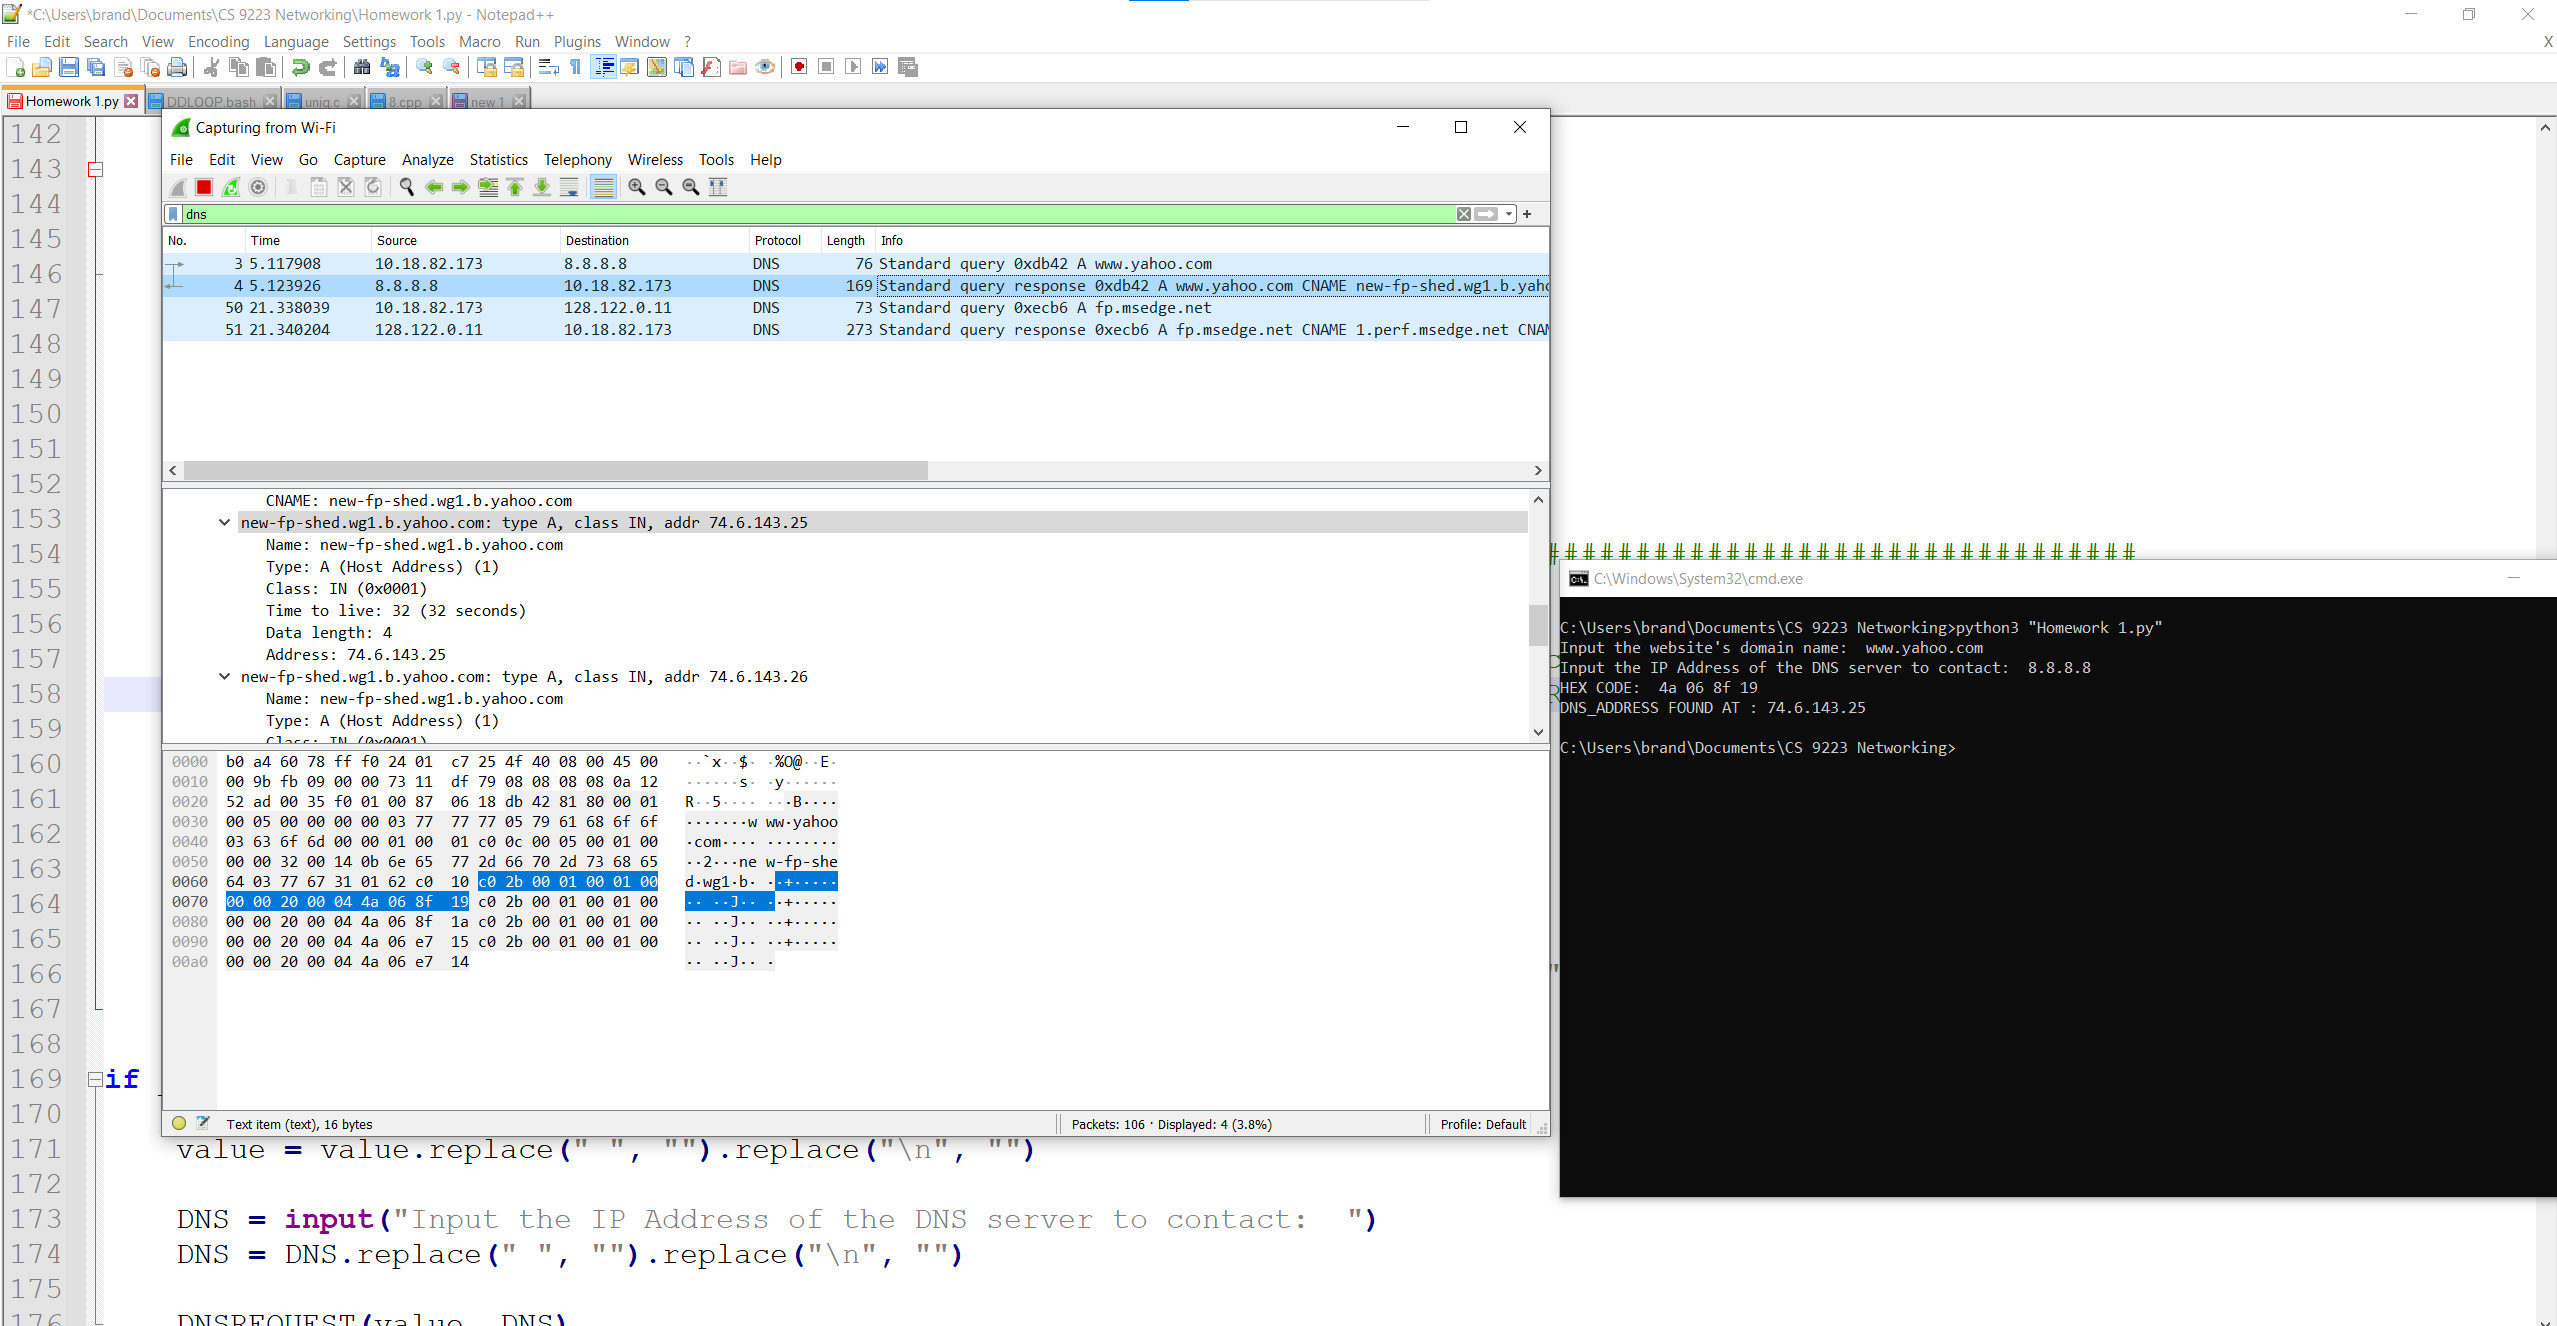 *C:\Users\brand\Documents\CS 9223 Networking\Homework 1.py - Notepad++
File Edit Search View Encoding Language Settings Tools Macro Run Plugins Window ? X
Homework 1.py DDLOOP.bash uniq.c 8.cpp new 1
142
143
144
145
146
147
148
149
150
151
152
153
154
155
156
157
158
159
160
161
162
163
164
165
166
167
168
169 if
170
171 value = value.replace(" ", "").replace("\n", "")
172
173 DNS = input("Input the IP Address of the DNS server to contact:  ")
174 DNS = DNS.replace(" ", "").replace("\n", "")
175
176 DNSREQUEST(value, DNS)
##################################
Capturing from Wi-Fi
File Edit View Go Capture Analyze Statistics Telephony Wireless Tools Help
dns
No. Time Source Destination Protocol Length Info
3 5.117908 10.18.82.173 8.8.8.8 DNS 76 Standard query 0xdb42 A www.yahoo.com
4 5.123926 8.8.8.8 10.18.82.173 DNS 169 Standard query response 0xdb42 A www.yahoo.com CNAME new-fp-shed.wg1.b.yaho
50 21.338039 10.18.82.173 128.122.0.11 DNS 73 Standard query 0xecb6 A fp.msedge.net
51 21.340204 128.122.0.11 10.18.82.173 DNS 273 Standard query response 0xecb6 A fp.msedge.net CNAME 1.perf.msedge.net CNAM
CNAME: new-fp-shed.wg1.b.yahoo.com
new-fp-shed.wg1.b.yahoo.com: type A, class IN, addr 74.6.143.25
Name: new-fp-shed.wg1.b.yahoo.com
Type: A (Host Address) (1)
Class: IN (0x0001)
Time to live: 32 (32 seconds)
Data length: 4
Address: 74.6.143.25
new-fp-shed.wg1.b.yahoo.com: type A, class IN, addr 74.6.143.26
Name: new-fp-shed.wg1.b.yahoo.com
Type: A (Host Address) (1)
Class: IN (0x0001)
0000 b0 a4 60 78 ff f0 24 01 c7 25 4f 40 08 00 45 00 ··`x··$· ·%O@··E·
0010 00 9b fb 09 00 00 73 11 df 79 08 08 08 08 0a 12 ······s· ·y······
0020 52 ad 00 35 f0 01 00 87 06 18 db 42 81 80 00 01 R··5···· ···B····
0030 00 05 00 00 00 00 03 77 77 77 05 79 61 68 6f 6f ·······w ww·yahoo
0040 03 63 6f 6d 00 00 01 00 01 c0 0c 00 05 00 01 00 ·com···· ········
0050 00 00 32 00 14 0b 6e 65 77 2d 66 70 2d 73 68 65 ··2···ne w-fp-she
0060 64 03 77 67 31 01 62 c0 10 c0 2b 00 01 00 01 00 d·wg1·b· ··+·····
0070 00 00 20 00 04 4a 06 8f 19 c0 2b 00 01 00 01 00 ·· ··J·· ··+·····
0080 00 00 20 00 04 4a 06 8f 1a c0 2b 00 01 00 01 00 ·· ··J·· ··+·····
0090 00 00 20 00 04 4a 06 e7 15 c0 2b 00 01 00 01 00 ·· ··J·· ··+·····
00a0 00 00 20 00 04 4a 06 e7 14 ·· ··J·· ·
Text item (text), 16 bytes Packets: 106 · Displayed: 4 (3.8%) Profile: Default
C:\Windows\System32\cmd.exe
C:\Users\brand\Documents\CS 9223 Networking>python3 "Homework 1.py"
Input the website's domain name:  www.yahoo.com
Input the IP Address of the DNS server to contact:  8.8.8.8
HEX CODE:  4a 06 8f 19
DNS_ADDRESS FOUND AT : 74.6.143.25
C:\Users\brand\Documents\CS 9223 Networking>